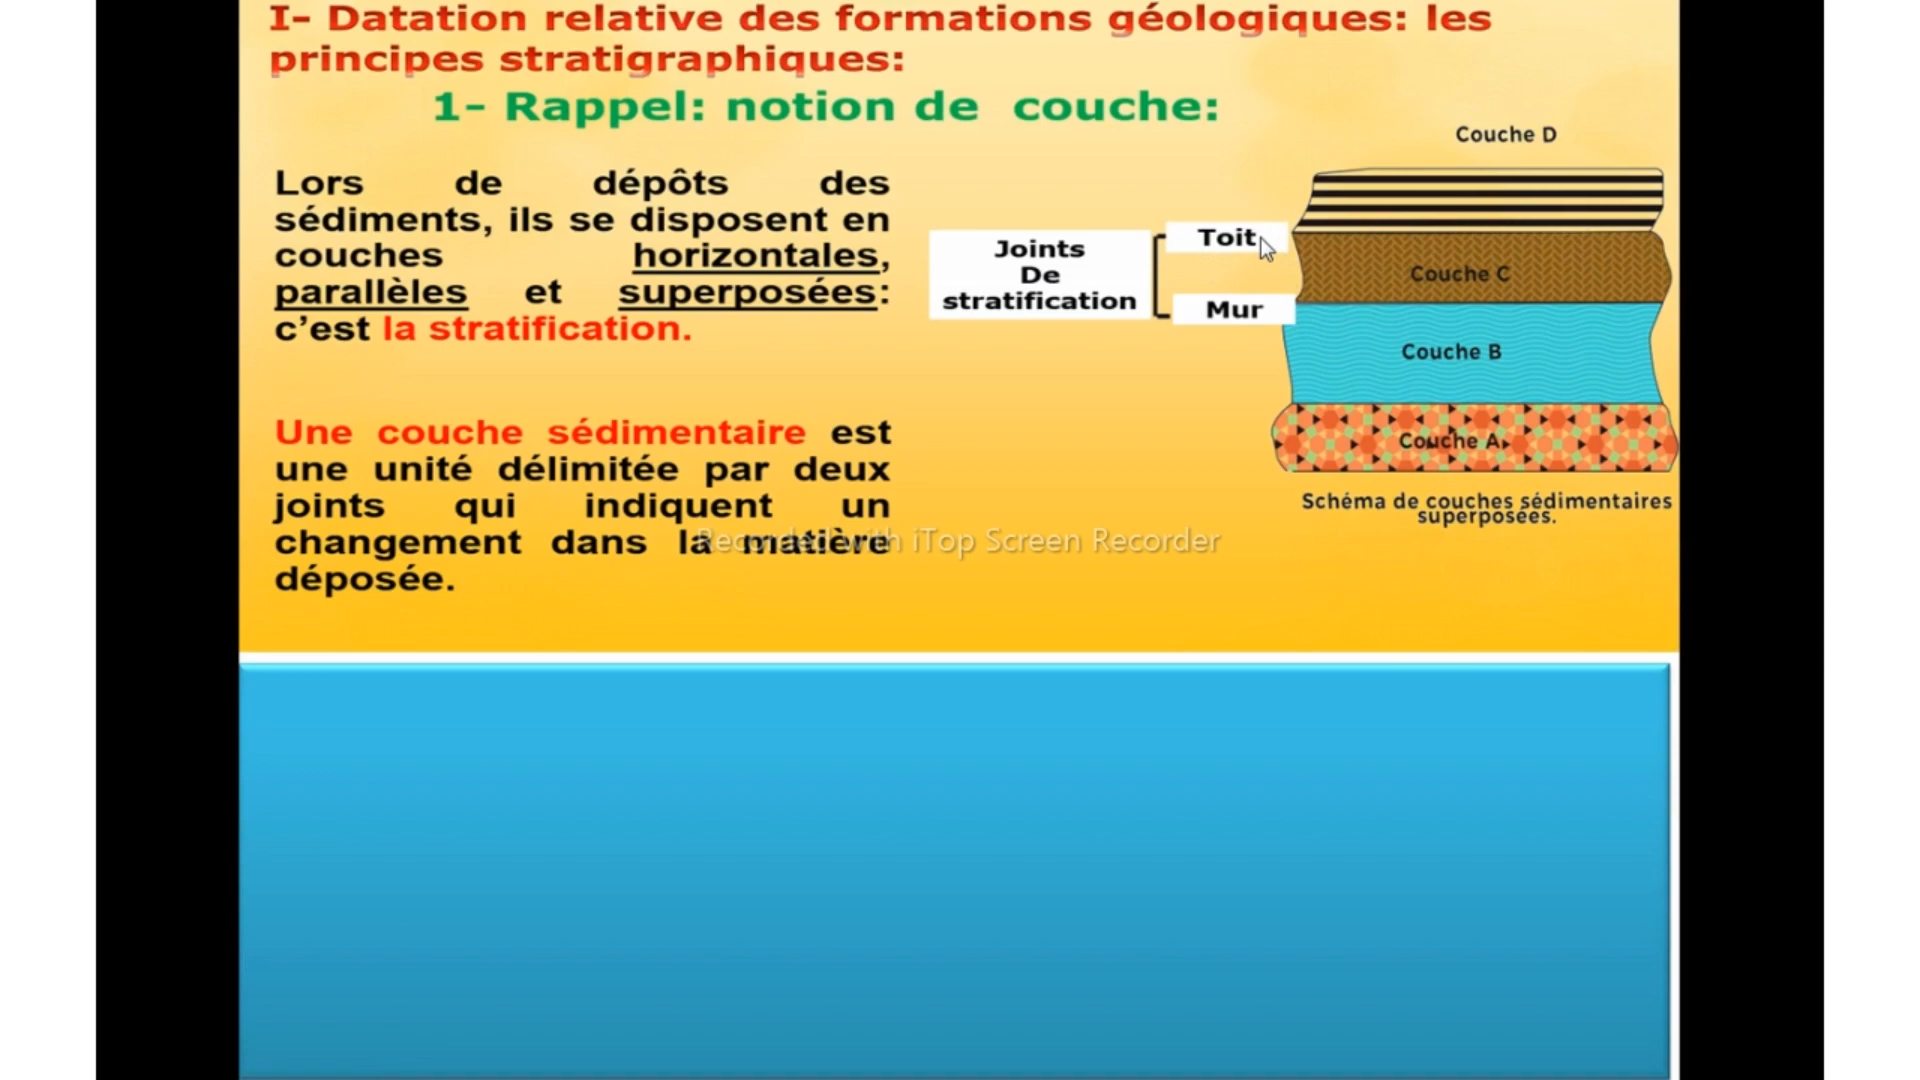 I- Datation relative des formations géologiques: les
principes stratigraphiques:
1- Rappel: notion de couche:
Lors de dépôts des
sédiments, ils se disposent en
couches horizontales,
parallèles et superposées:
c’est la stratification.
Une couche sédimentaire est
une unité délimitée par deux
joints qui indiquent un
changement dans la matière
déposée.
Joints
De
stratification
Toit
Mur
Couche D
Couche C
Couche B
Couche A
Schéma de couches sédimentaires
superposées.
Recorded with iTop Screen Recorder